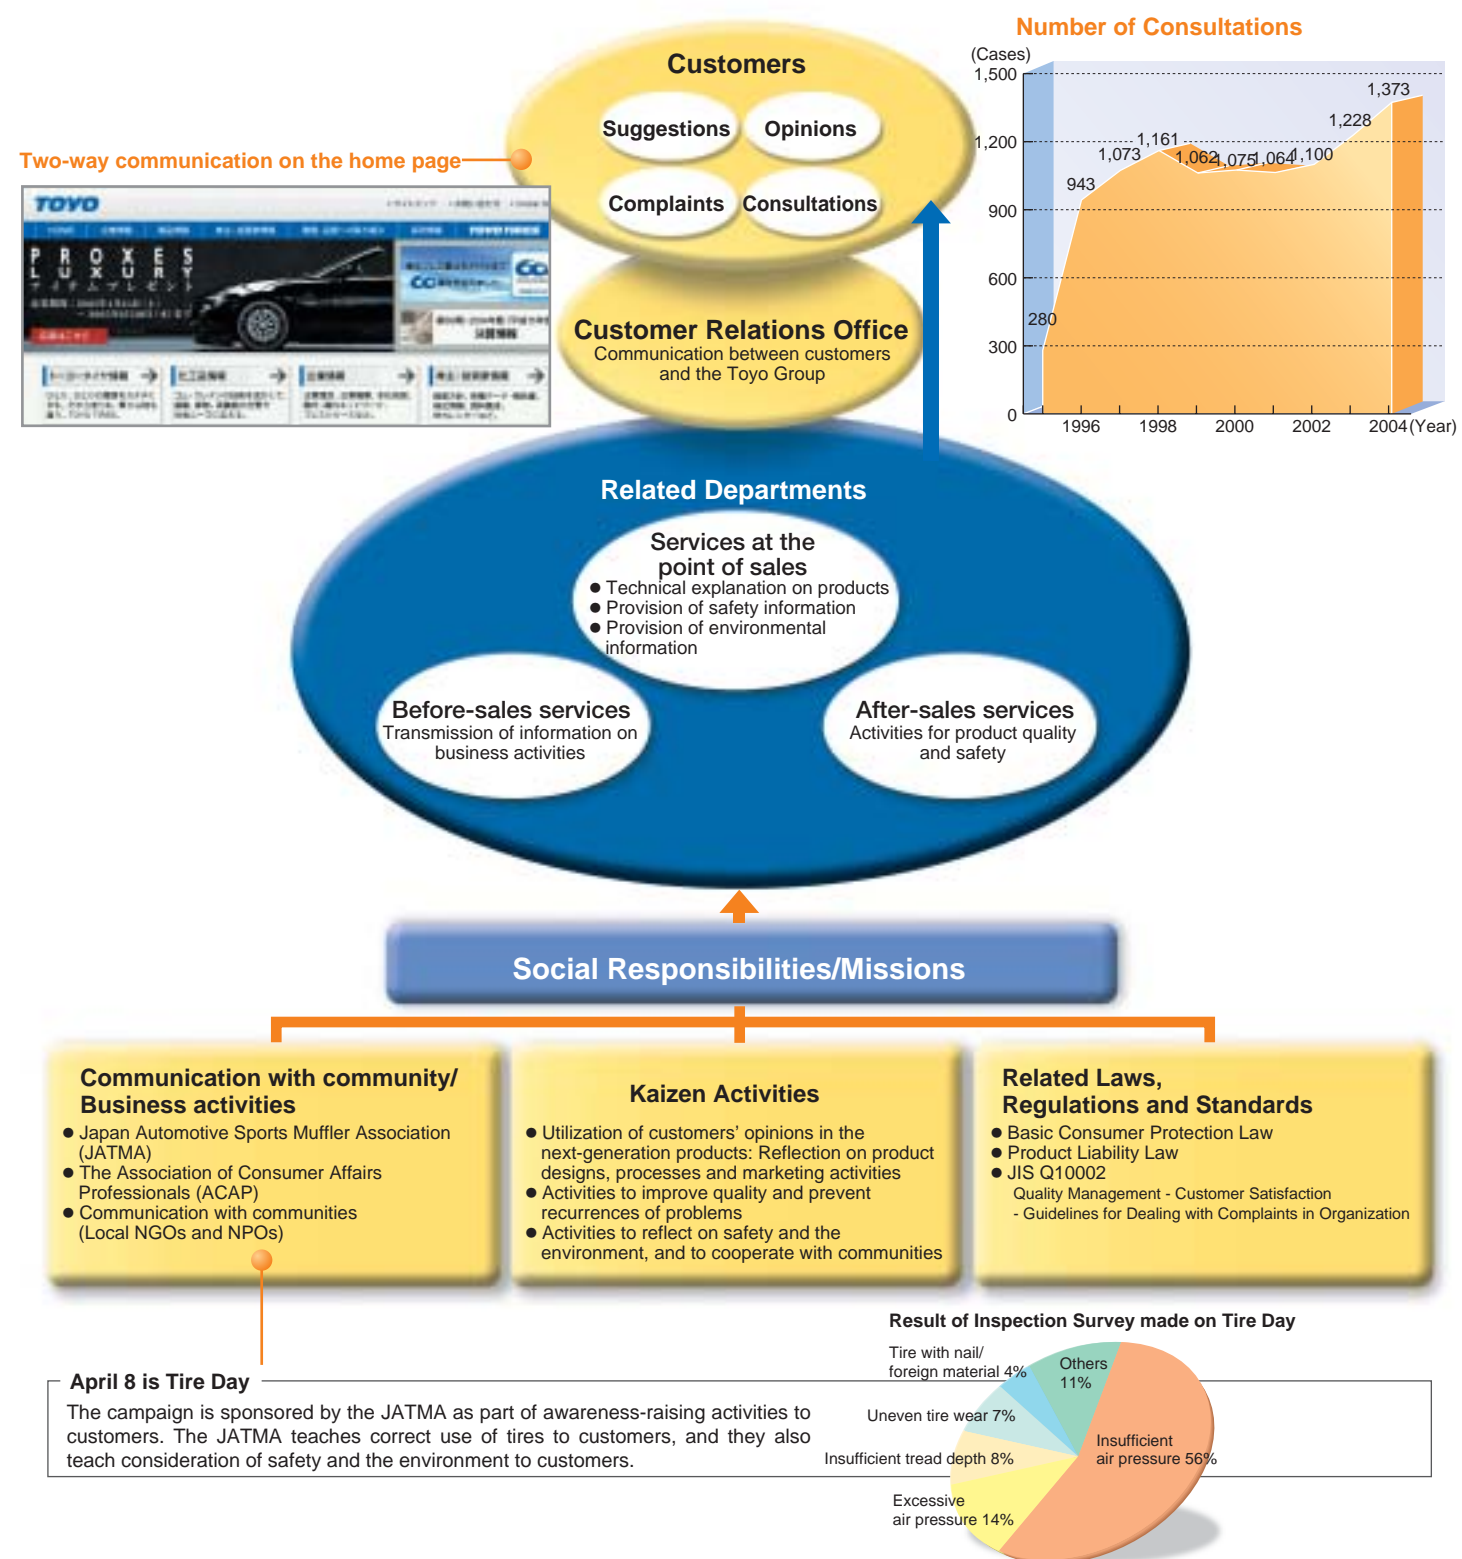 Number of Consultations
(Cases)
1,500
1,200
900
600
300
0
280
943
1,073
1,161
1,062
1,075
1,064
1,100
1,228
1,373
1996
1998
2000
2002
2004
(Year)
Customers
Suggestions
Opinions
Complaints
Consultations
Two-way communication on the home page
TOYO
PROXES
LUXURY
Customer Relations Office
Communication between customers
and the Toyo Group
Related Departments
Services at the
point of sales
● Technical explanation on products
● Provision of safety information
● Provision of environmental
information
Before-sales services
Transmission of information on
business activities
After-sales services
Activities for product quality
and safety
Social Responsibilities/Missions
Communication with community/
Business activities
● Japan Automotive Sports Muffler Association
(JATMA)
● The Association of Consumer Affairs
Professionals (ACAP)
● Communication with communities
(Local NGOs and NPOs)
Kaizen Activities
● Utilization of customers’ opinions in the
next-generation products: Reflection on product
designs, processes and marketing activities
● Activities to improve quality and prevent
recurrences of problems
● Activities to reflect on safety and the
environment, and to cooperate with communities
Related Laws,
Regulations and Standards
● Basic Consumer Protection Law
● Product Liability Law
● JIS Q10002
Quality Management - Customer Satisfaction
- Guidelines for Dealing with Complaints in Organization
April 8 is Tire Day
The campaign is sponsored by the JATMA as part of awareness-raising activities to
customers. The JATMA teaches correct use of tires to customers, and they also
teach consideration of safety and the environment to customers.
Result of Inspection Survey made on Tire Day
Tire with nail/
foreign material 4%
Others
11%
Uneven tire wear 7%
Insufficient tread depth 8%
Excessive
air pressure 14%
Insufficient
air pressure 56%